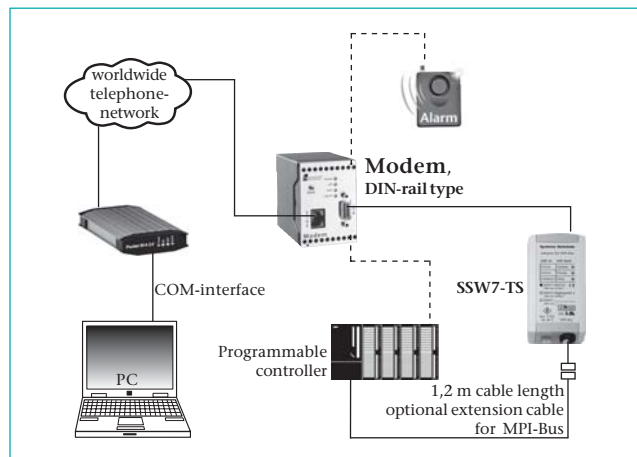 worldwide
telephone-
network
Alarm
Modem,
DIN-rail type
Modem
SSW7-TS
COM-interface
PC
Programmable
controller
1,2 m cable length
optional extension cable
for MPI-Bus